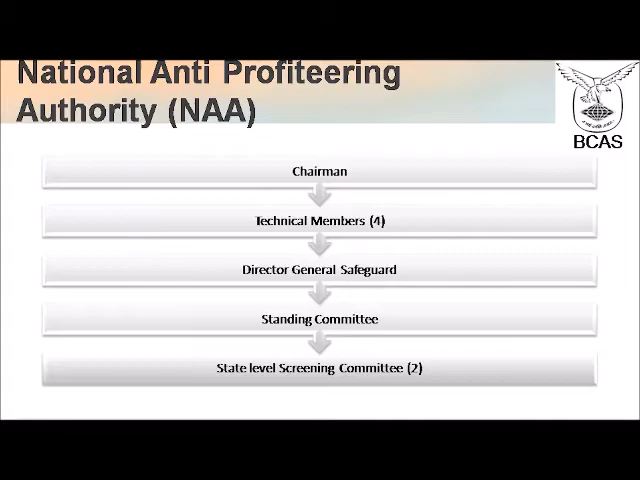 National Anti Profiteering
Authority (NAA)
BCAS
Chairman
Technical Members (4)
Director General Safeguard
Standing Committee
State level Screening Committee (2)